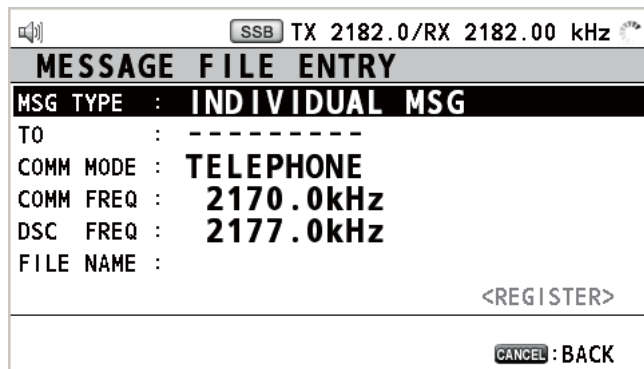 SSB TX 2182.0/RX 2182.00 kHz
MESSAGE FILE ENTRY
MSG TYPE : INDIVIDUAL MSG
TO : ---------
COMM MODE : TELEPHONE
COMM FREQ : 2170.0kHz
DSC FREQ : 2177.0kHz
FILE NAME :
<REGISTER>
CANCEL : BACK